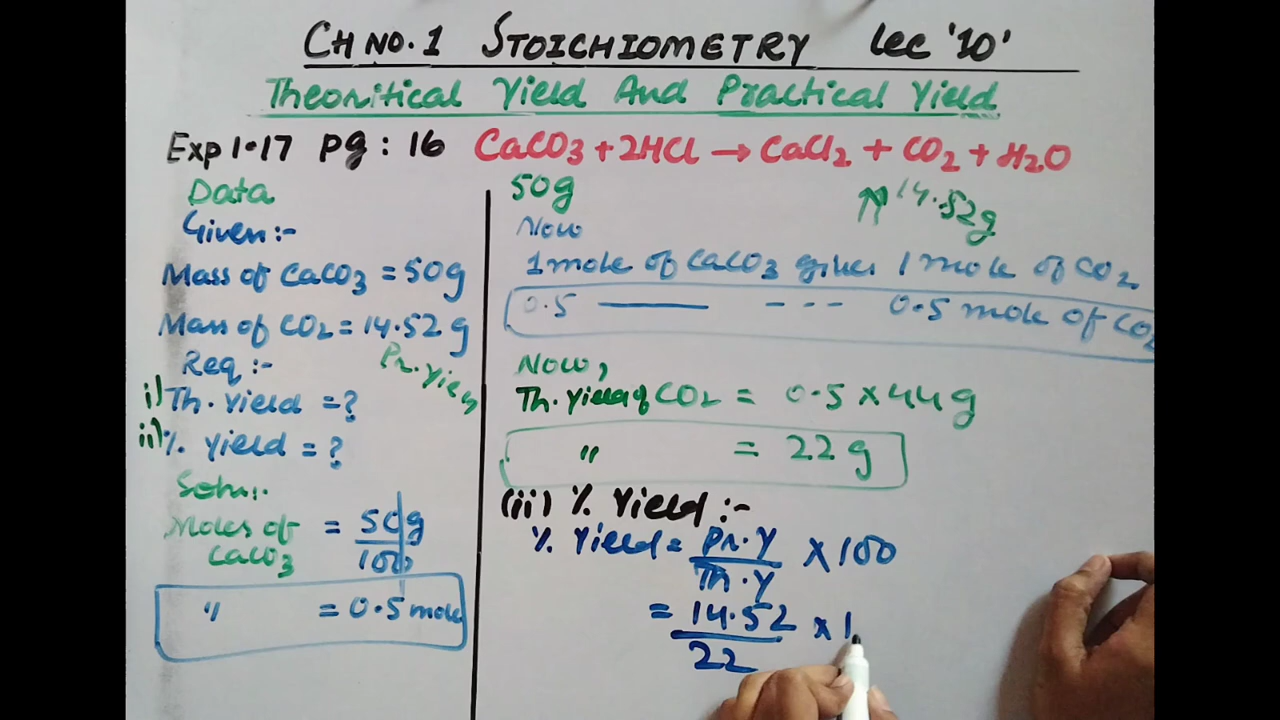 CH NO. 1 STOICHIOMETRY Lec '10'
Theoritical Yield And Practical Yield
Exp 1.17 Pg : 16 CaCO3 + 2HCl → CaCl2 + CO2 + H2O
50g ↑ 14.52g
Data
Given :-
Mass of CaCO3 = 50g
Mass of CO2 = 14.52 g
Pr. yield
Req :-
i) Th. Yield = ?
ii) % Yield = ?
Soln:.
Moles of CaCO3 = 50g / 100
" = 0.5 mole
Now
1 mole of CaCO3 gives 1 mole of CO2.
0.5 —— - - - 0.5 mole of CO2
Now,
Th. Yield of CO2 = 0.5 × 44 g
" = 22 g
(ii) % Yield :-
% Yield = Pr. Y / Th. Y × 100
= 14.52 / 22 × 1